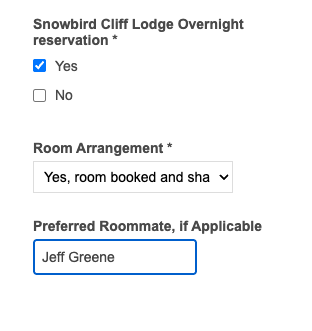 Snowbird Cliff Lodge Overnight
reservation *
Yes
No
Room Arrangement *
Yes, room booked and sha
Preferred Roommate, if Applicable
Jeff Greene